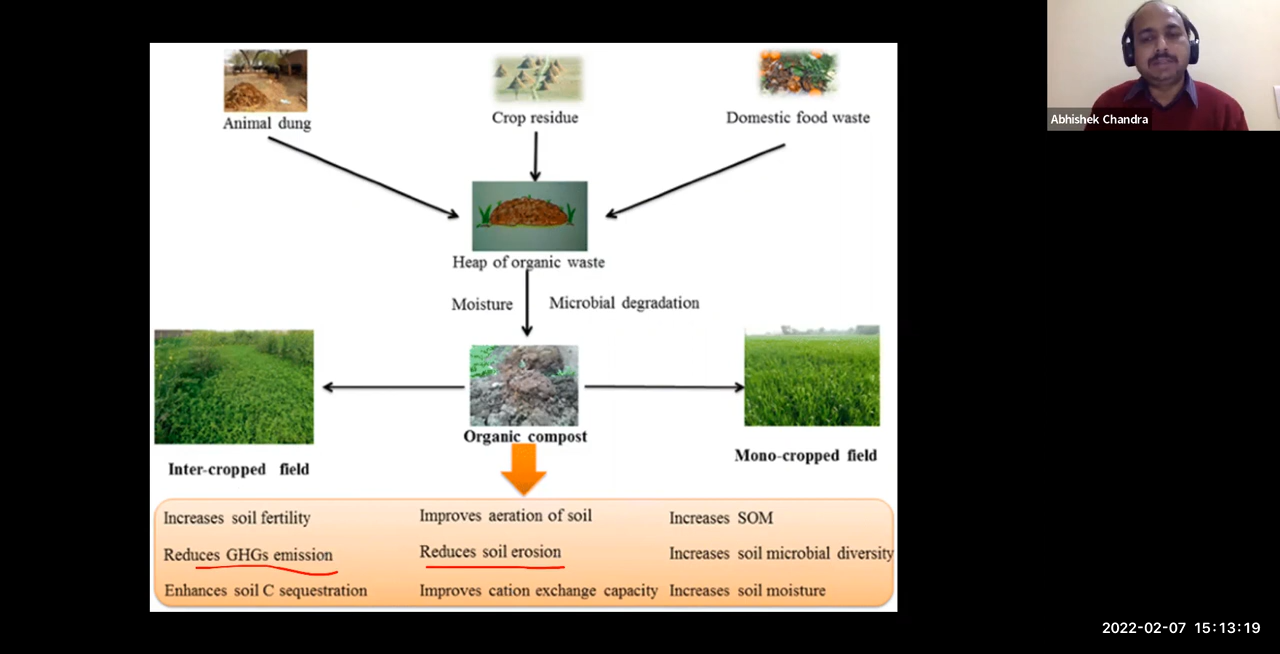 Abhishek Chandra
Animal dung
Crop residue
Domestic food waste
Heap of organic waste
Moisture
Microbial degradation
Organic compost
Inter-cropped field
Mono-cropped field
Increases soil fertility
Improves aeration of soil
Increases SOM
Reduces GHGs emission
Reduces soil erosion
Increases soil microbial diversity
Enhances soil C sequestration
Improves cation exchange capacity
Increases soil moisture
2022-02-07 15:13:19